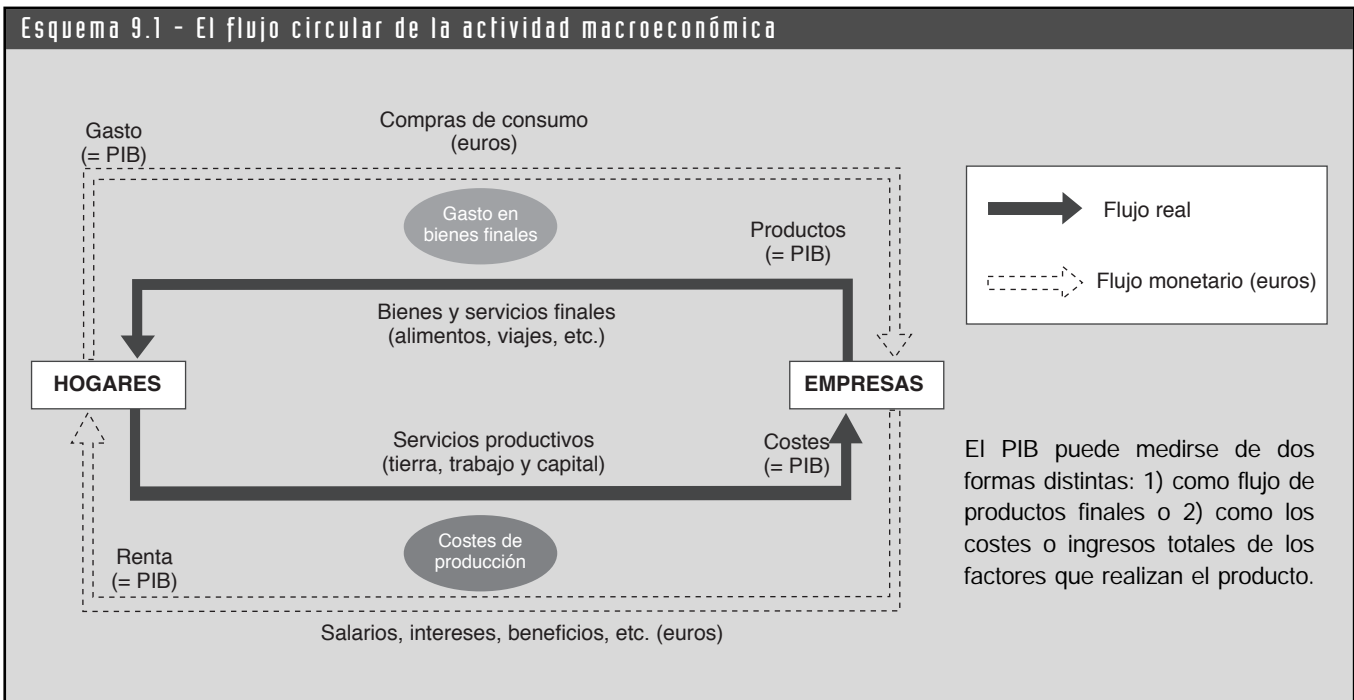 Esquema 9.1 - El flujo circular de la actividad macroeconómica
Gasto
(= PIB)
Compras de consumo
(euros)
Gasto en
bienes finales
Productos
(= PIB)
Bienes y servicios finales
(alimentos, viajes, etc.)
HOGARES
EMPRESAS
Servicios productivos
(tierra, trabajo y capital)
Costes
(= PIB)
Costes de
producción
Renta
(= PIB)
Salarios, intereses, beneficios, etc. (euros)
Flujo real
Flujo monetario (euros)
El PIB puede medirse de dos
formas distintas: 1) como flujo de
productos finales o 2) como los
costes o ingresos totales de los
factores que realizan el producto.